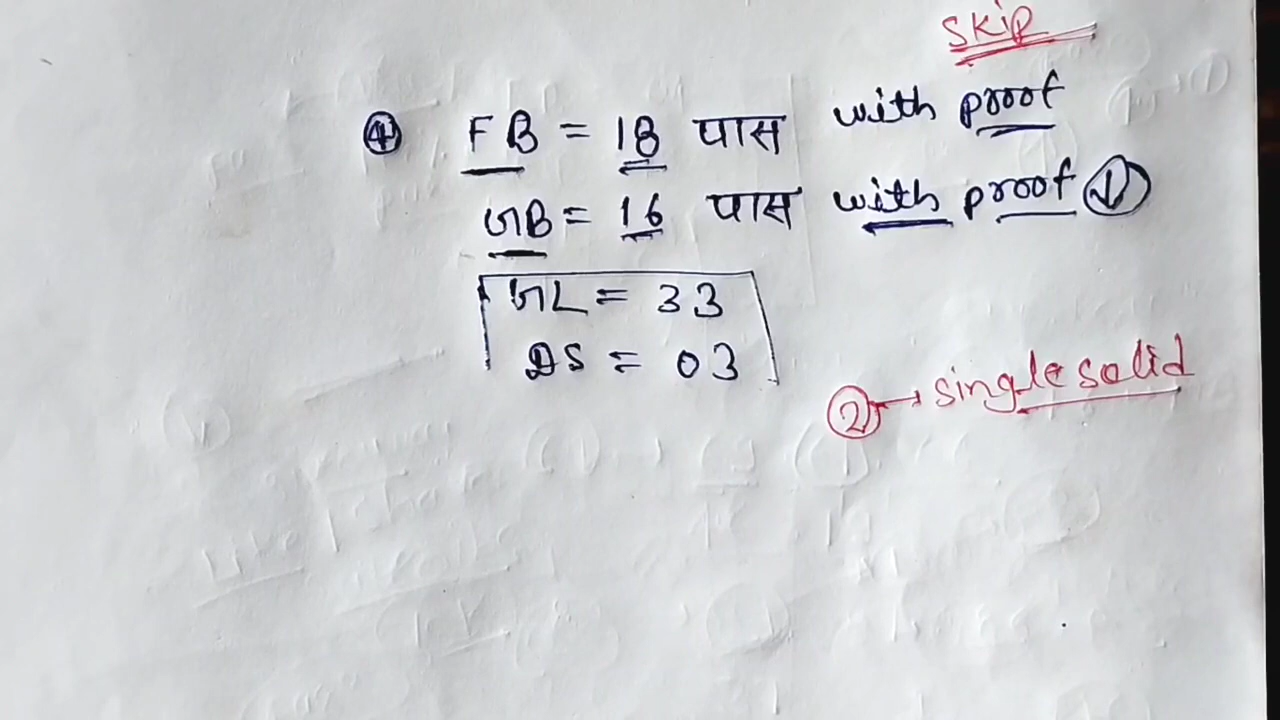 skip
④ FB = 18 पास with proof
GB = 16 पास with proof ①
GL = 33
DS = 03
② → single solid